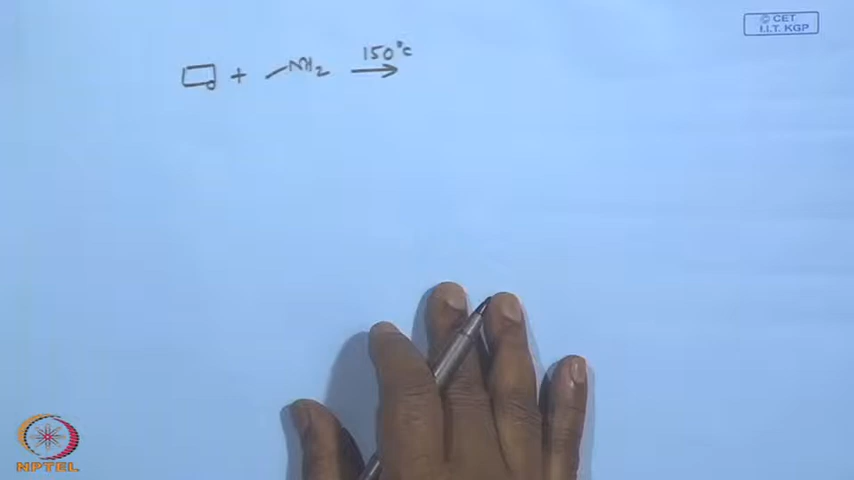 © CET
I.I.T. KGP
+ NH₂ 150°c →
O
NPTEL